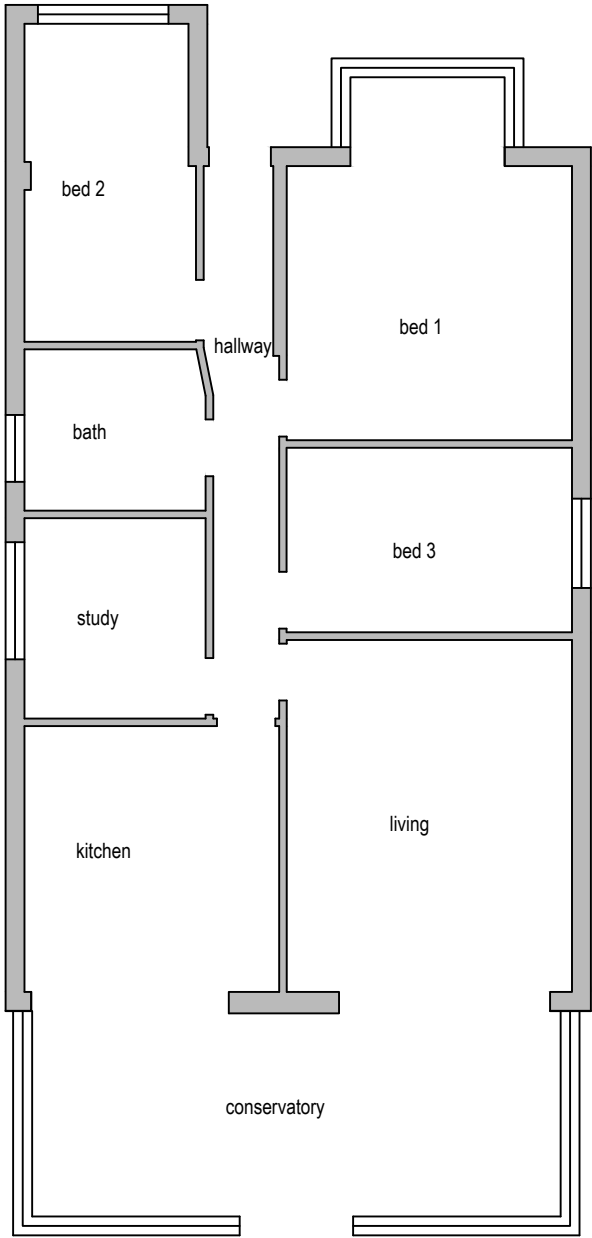 bed 2
bed 1
hallway
bath
bed 3
study
living
kitchen
conservatory